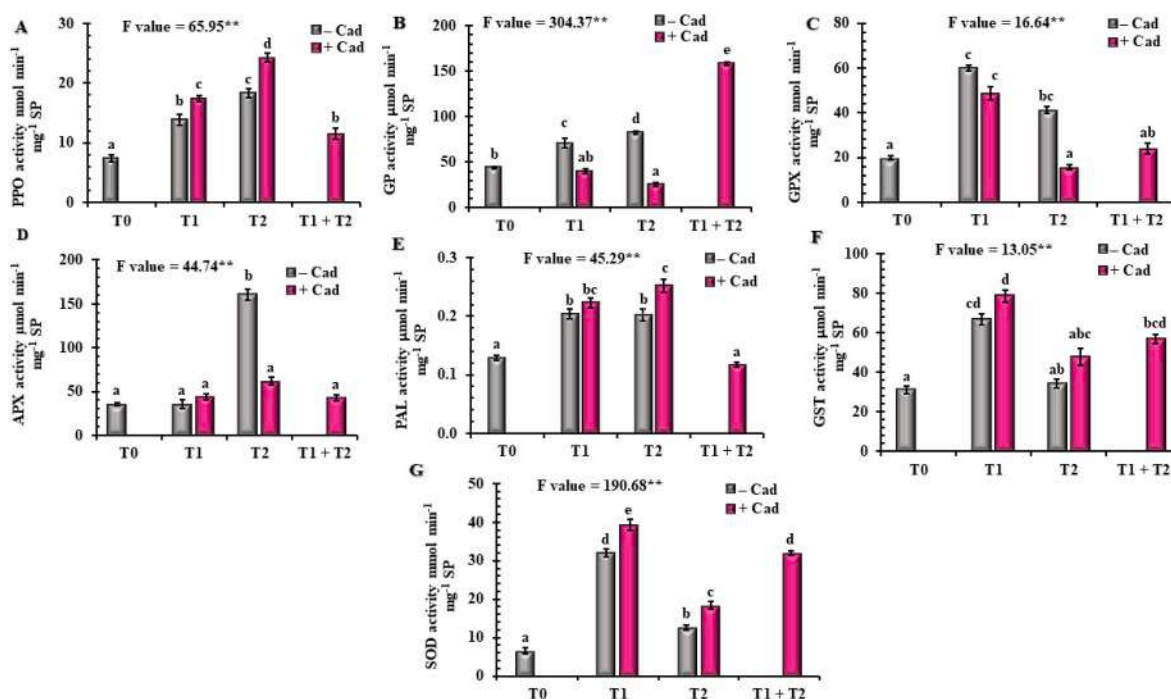 A
F value = 65.95**
– Cad
+ Cad
PPO activity mmol min-1
mg-1 SP
30
20
10
0
a
b
c
c
d
b
T0
T1
T2
T1 + T2
B
F value = 304.37**
– Cad
+ Cad
GP activity µmol min-1
mg-1 SP
200
150
100
50
0
b
c
ab
d
a
e
T0
T1
T2
T1 + T2
C
F value = 16.64**
– Cad
+ Cad
GPX activity nmol min-1
mg-1 SP
80
60
40
20
0
a
c
c
bc
a
ab
T0
T1
T2
T1 + T2
D
F value = 44.74**
– Cad
+ Cad
APX activity µmol min-1
mg-1 SP
200
150
100
50
0
a
a
a
b
a
a
T0
T1
T2
T1 + T2
E
F value = 45.29**
– Cad
+ Cad
PAL activity µmol min-1
mg-1 SP
0.3
0.2
0.1
0.0
a
b
bc
b
c
a
T0
T1
T2
T1 + T2
F
F value = 13.05**
– Cad
+ Cad
GST activity µmol min-1
mg-1 SP
100
80
60
40
20
0
a
cd
d
ab
abc
bcd
T0
T1
T2
T1 + T2
G
F value = 190.68**
– Cad
+ Cad
SOD activity mmol min-1
mg-1 SP
50
40
30
20
10
0
a
d
e
b
c
d
T0
T1
T2
T1 + T2